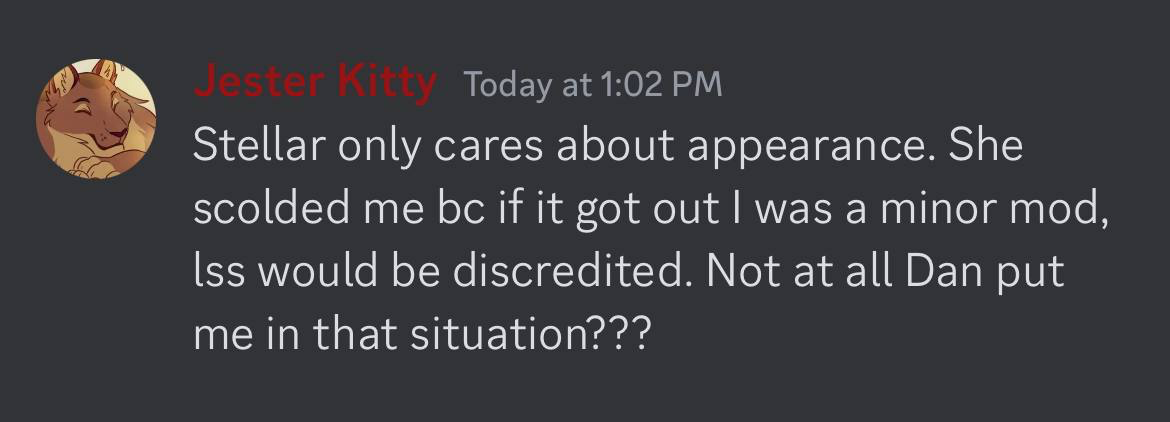 Jester Kitty Today at 1:02 PM
Stellar only cares about appearance. She
scolded me bc if it got out I was a minor mod,
lss would be discredited. Not at all Dan put
me in that situation???